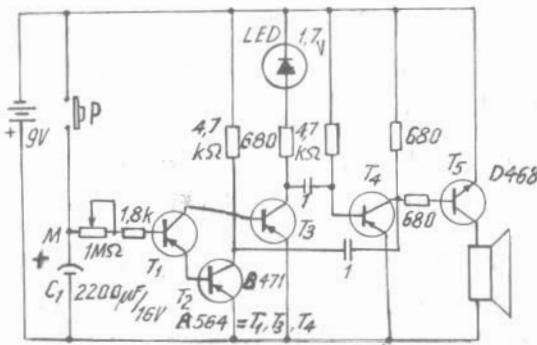 LED 1,7V
+ 9V
P
4,7 kΩ
680
4,7 kΩ
680
T5
D468
T4
680
M
1MΩ
1,8k
1
T3
+
T1
1
C1 2200μF/16V
T2
B471
B564 = T1, T3, T4